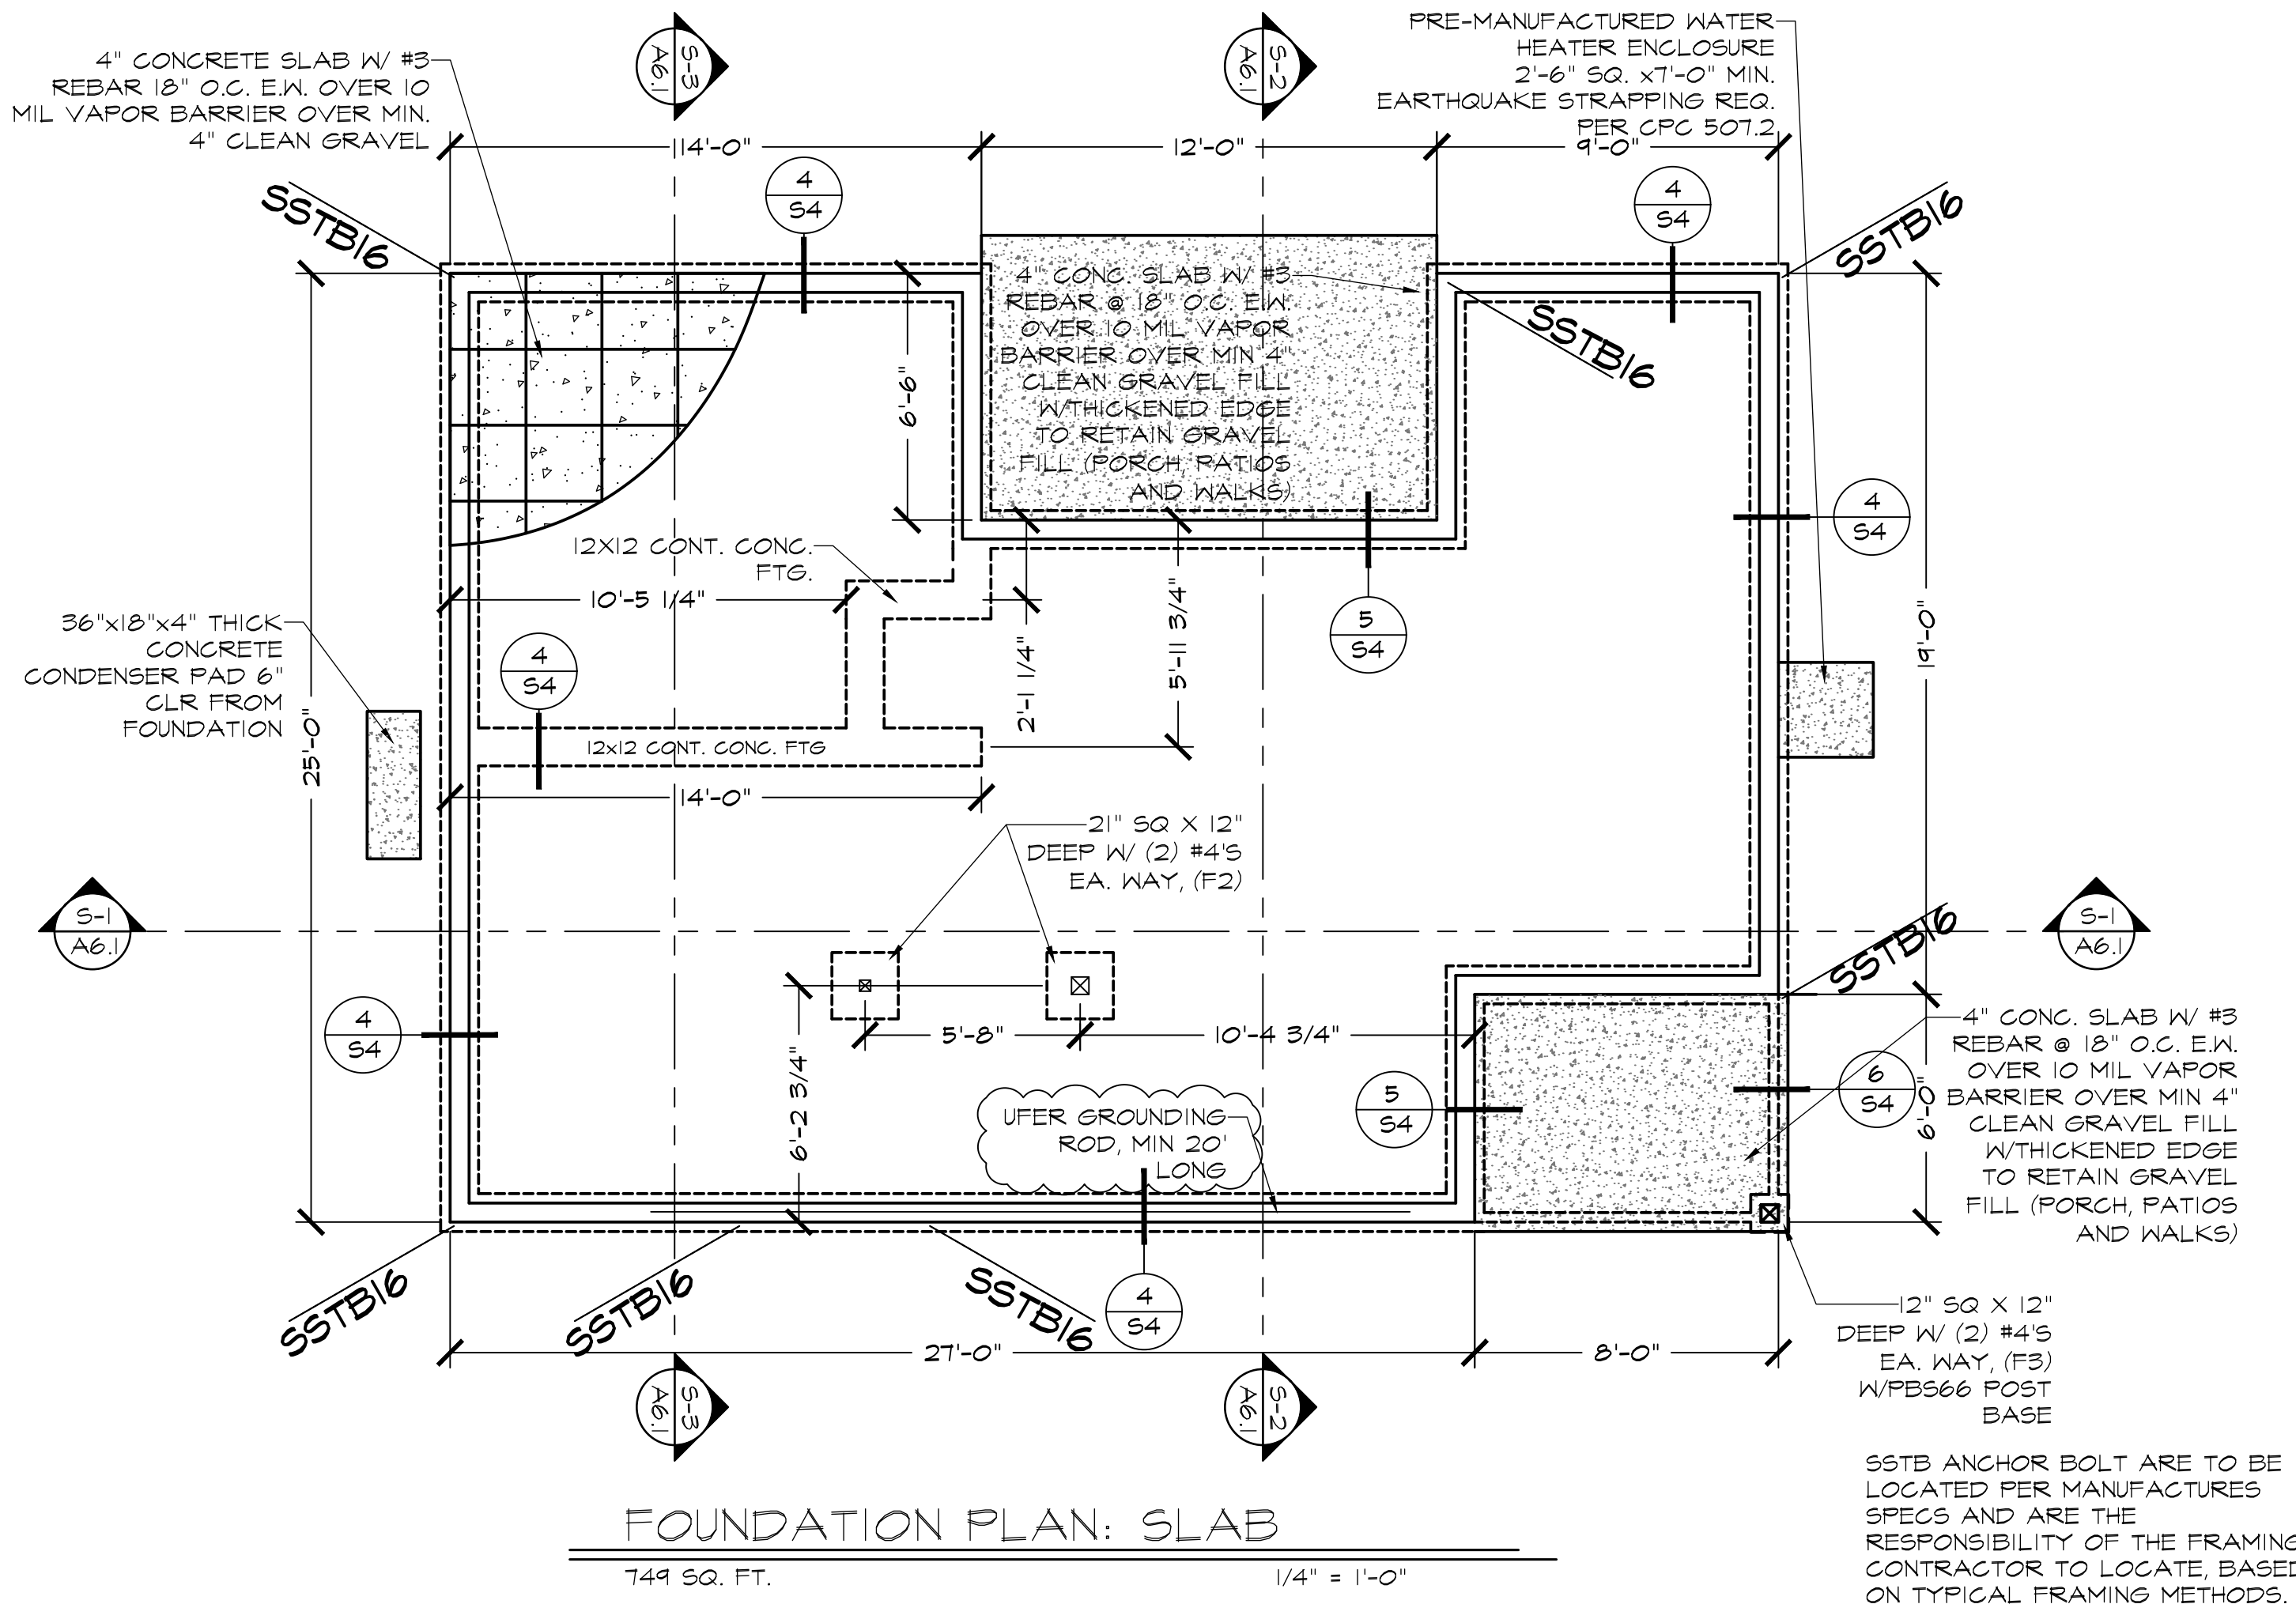 PRE-MANUFACTURED WATER
HEATER ENCLOSURE
2'-6" SQ. x7'-0" MIN.
EARTHQUAKE STRAPPING REQ.
PER CPC 507.2
4" CONCRETE SLAB W/ #3
REBAR 18" O.C. E.W. OVER 10
MIL VAPOR BARRIER OVER MIN.
4" CLEAN GRAVEL
S-3
A6.1
S-2
A6.1
14'-0"
12'-0"
9'-0"
4
S4
4
S4
SSTB16
SSTB16
SSTB16
4" CONC. SLAB W/ #3
REBAR @ 18" O.C. E.W.
OVER 10 MIL VAPOR
BARRIER OVER MIN 4"
CLEAN GRAVEL FILL
W/THICKENED EDGE
TO RETAIN GRAVEL
FILL (PORCH, PATIOS
AND WALKS)
6'-6"
4
S4
12X12 CONT. CONC.
FTG.
10'-5 1/4"
2'-1 1/4"
5'-11 3/4"
5
S4
19'-0"
36"x18"x4" THICK
CONCRETE
CONDENSER PAD 6"
CLR FROM
FOUNDATION
25'-0"
4
S4
12x12 CONT. CONC. FTG
14'-0"
21" SQ X 12"
DEEP W/ (2) #4'S
EA. WAY, (F2)
S-1
A6.1
S-1
A6.1
SSTB16
4
S4
5'-8"
10'-4 3/4"
6'-2 3/4"
UFER GROUNDING
ROD, MIN 20'
LONG
5
S4
6
S4
6'-0"
4" CONC. SLAB W/ #3
REBAR @ 18" O.C. E.W.
OVER 10 MIL VAPOR
BARRIER OVER MIN 4"
CLEAN GRAVEL FILL
W/THICKENED EDGE
TO RETAIN GRAVEL
FILL (PORCH, PATIOS
AND WALKS)
SSTB16
SSTB16
SSTB16
4
S4
27'-0"
8'-0"
12" SQ X 12"
DEEP W/ (2) #4'S
EA. WAY, (F3)
W/PBS66 POST
BASE
S-3
A6.1
S-2
A6.1
SSTB ANCHOR BOLT ARE TO BE
LOCATED PER MANUFACTURES
SPECS AND ARE THE
RESPONSIBILITY OF THE FRAMING
CONTRACTOR TO LOCATE, BASED
ON TYPICAL FRAMING METHODS.
FOUNDATION PLAN: SLAB
749 SQ. FT.
1/4" = 1'-0"